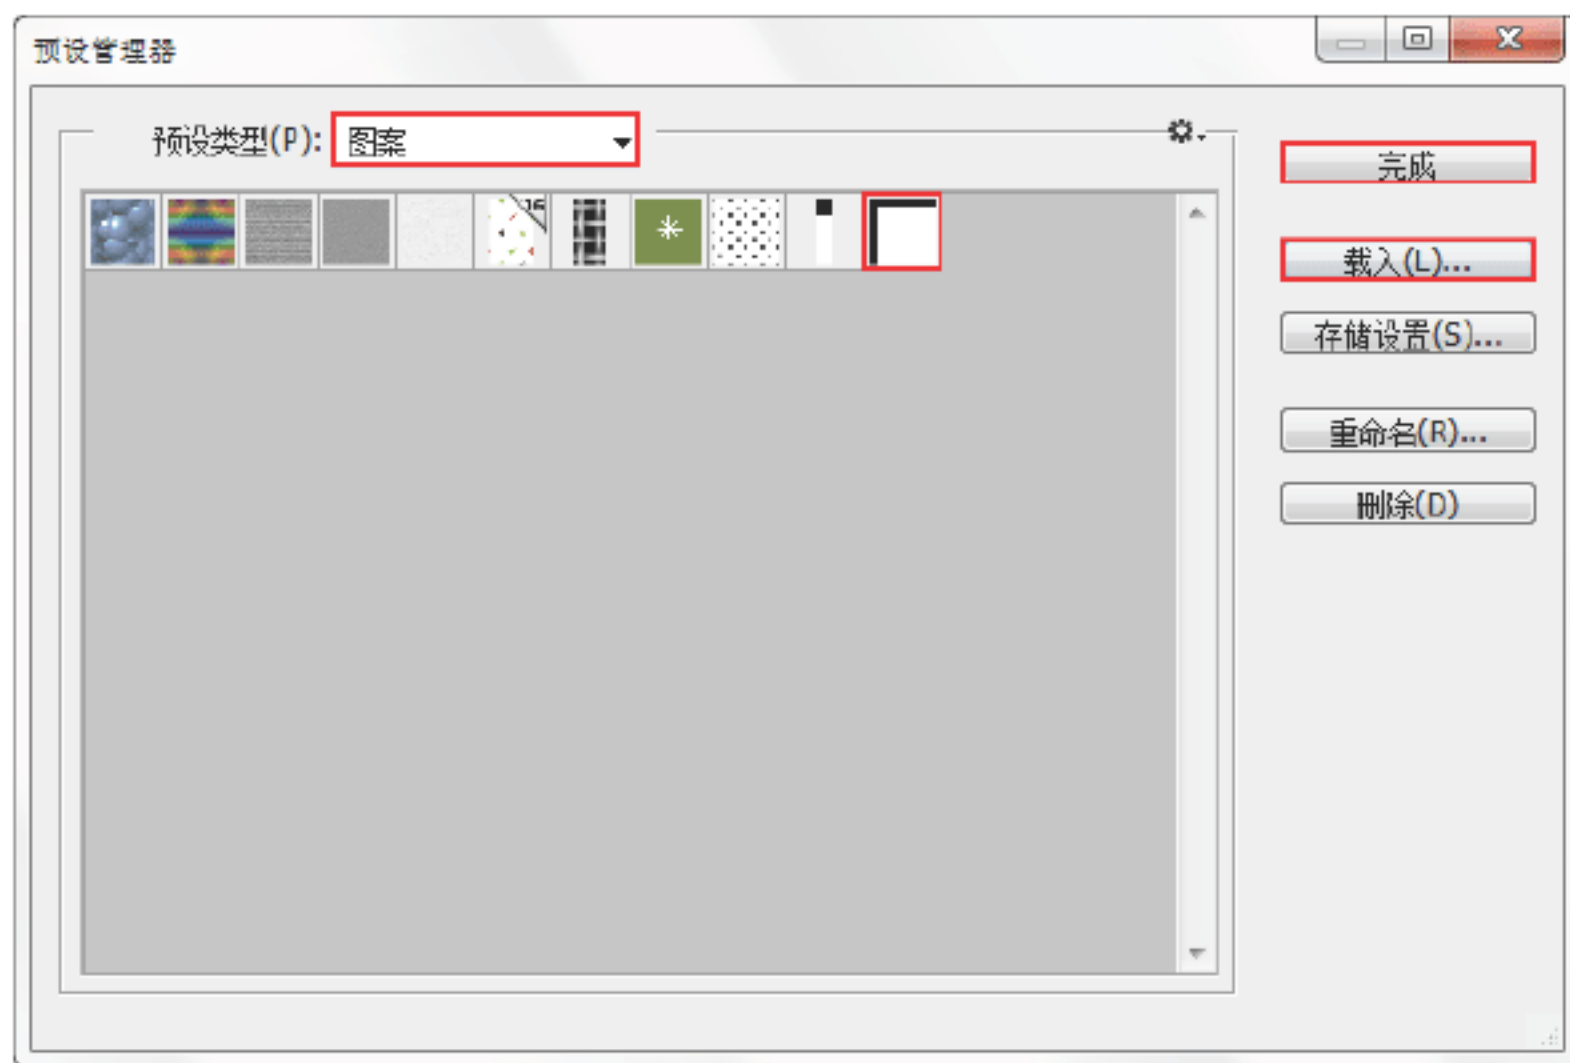 预设管理器
预设类型(P): 图案
完成
载入(L)...
存储设置(S)...
重命名(R)...
删除(D)